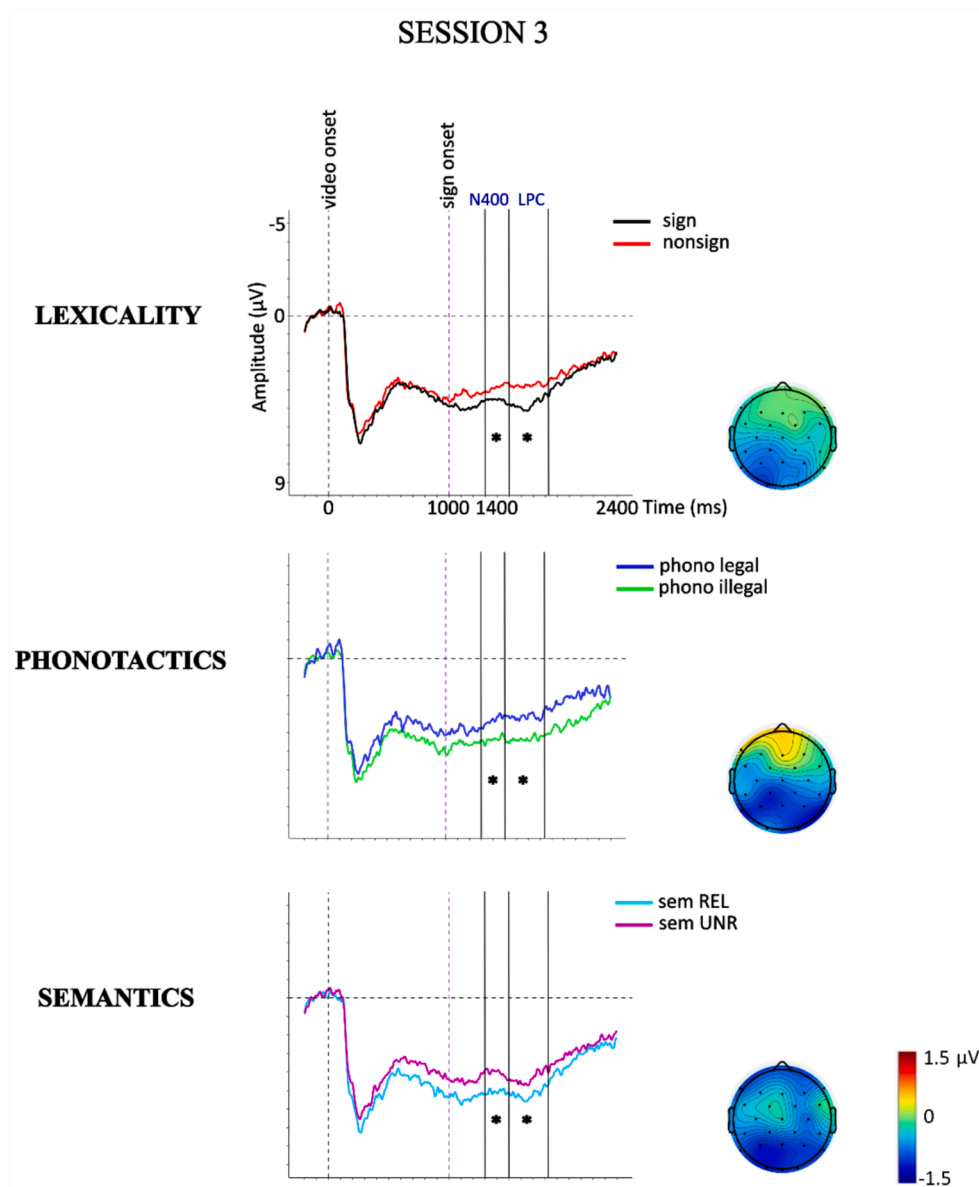 SESSION 3
video onset
sign onset
N400 LPC
-5
sign
nonsign
LEXICALITY
Amplitude (µV)
0
* *
9
0 1000 1400 2400 Time (ms)
phono legal
phono illegal
PHONOTACTICS
* *
sem REL
sem UNR
SEMANTICS
1.5 µV
0
-1.5
* *